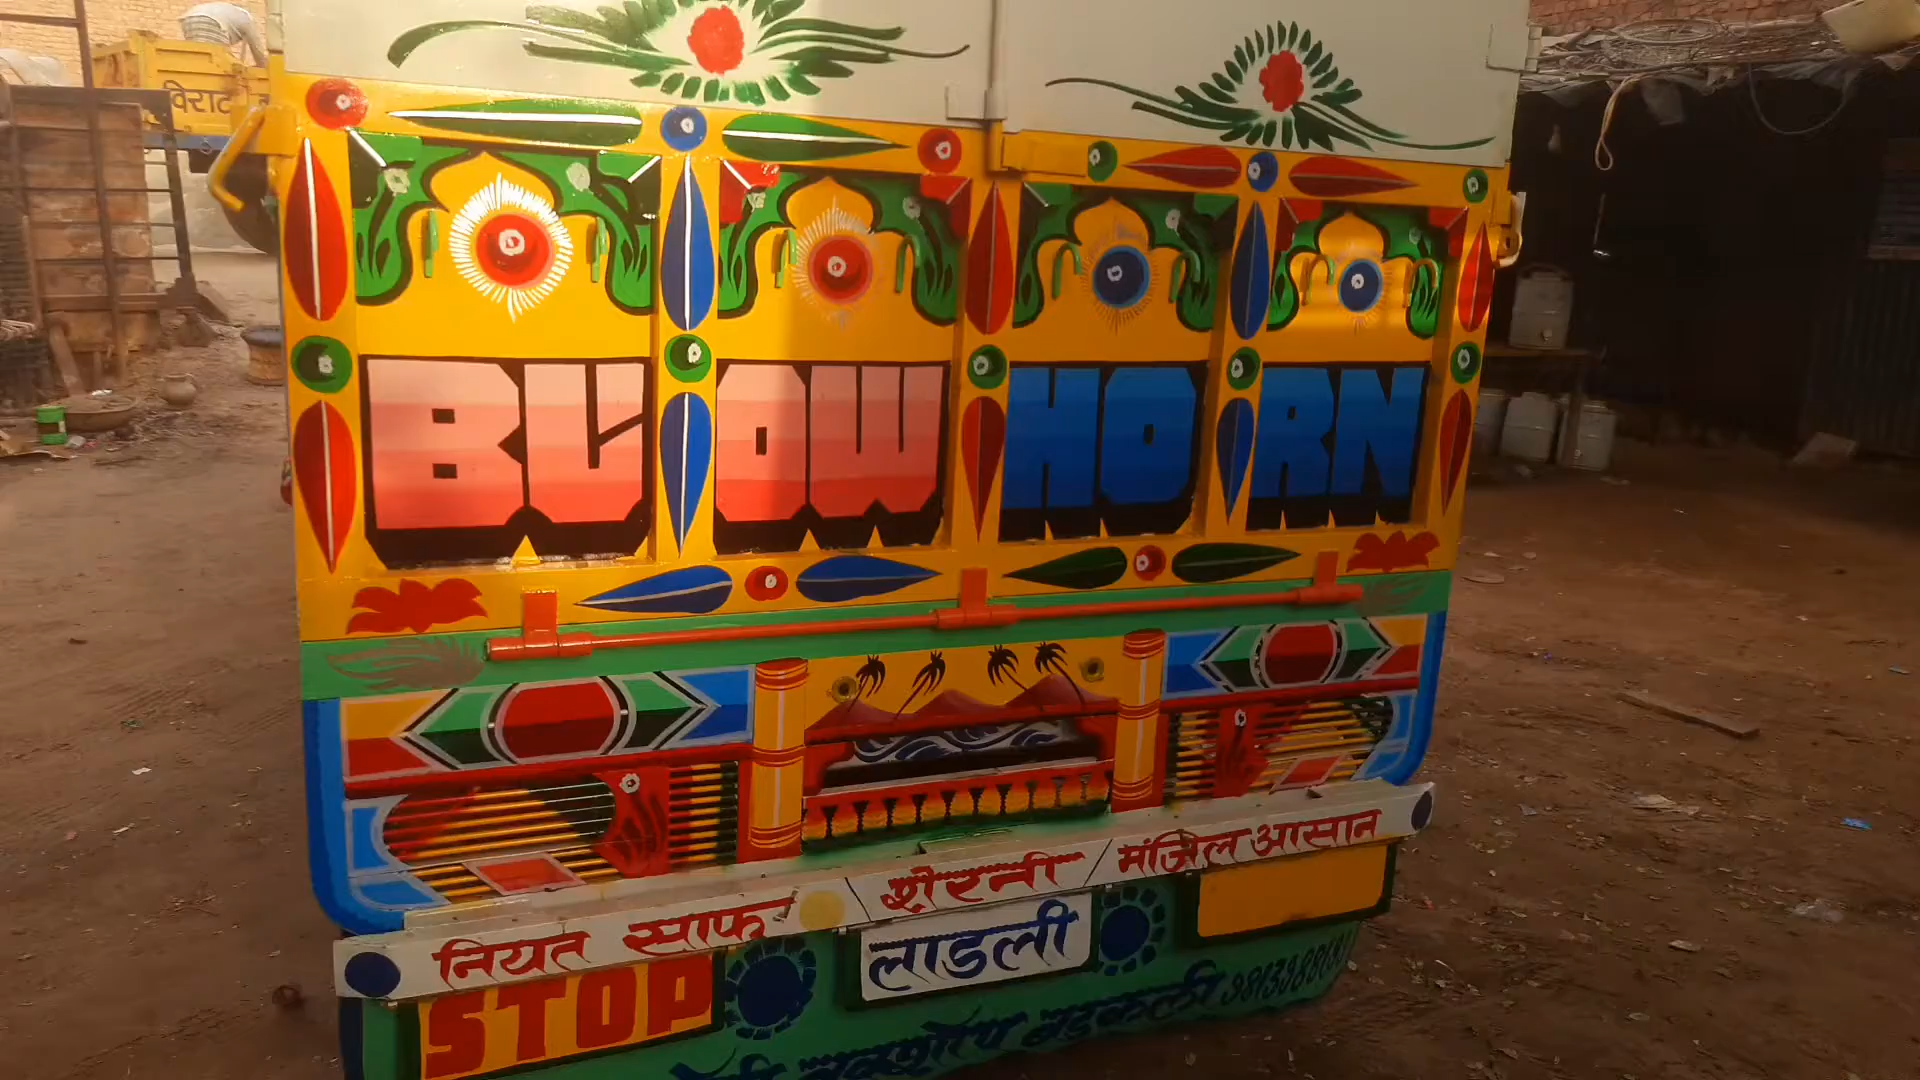 विराट
BLOW HORN
नियत साफ शेरनी / मंजिल आसान
लाडली
STOP